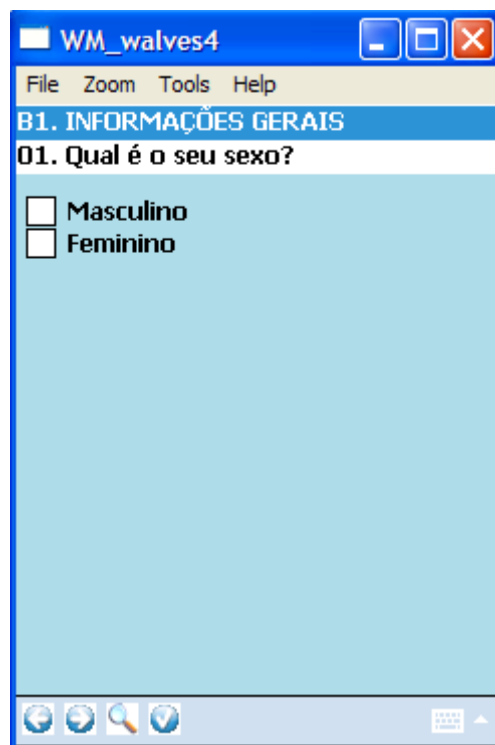 WM_walves4
File Zoom Tools Help
B1. INFORMAÇÕES GERAIS
01. Qual é o seu sexo?
Masculino
Feminino